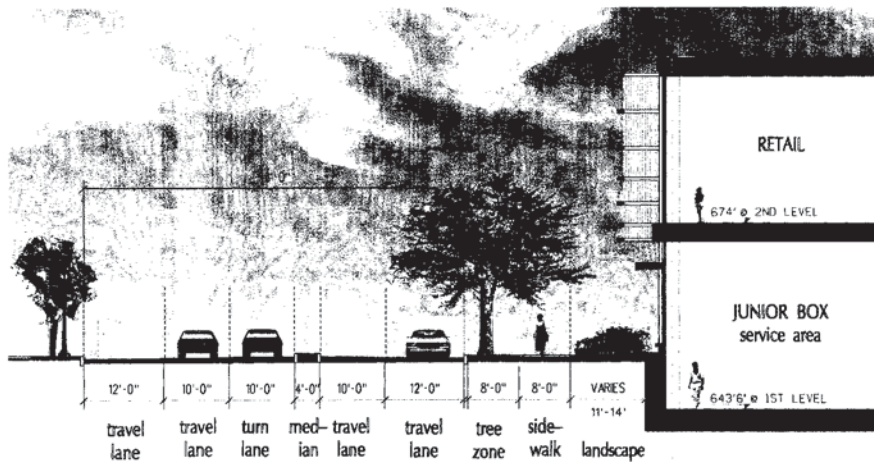 RETAIL
674' @ 2ND LEVEL
JUNIOR BOX
service area
643'6" @ 1ST LEVEL
12'-0" 10'-0" 10'-0" 4'-0" 10'-0" 12'-0" 8'-0" 8'-0" VARIES
11'-14'
travel lane
travel lane
turn lane
med-
ian
travel lane
travel lane
tree zone
side-
walk
landscape